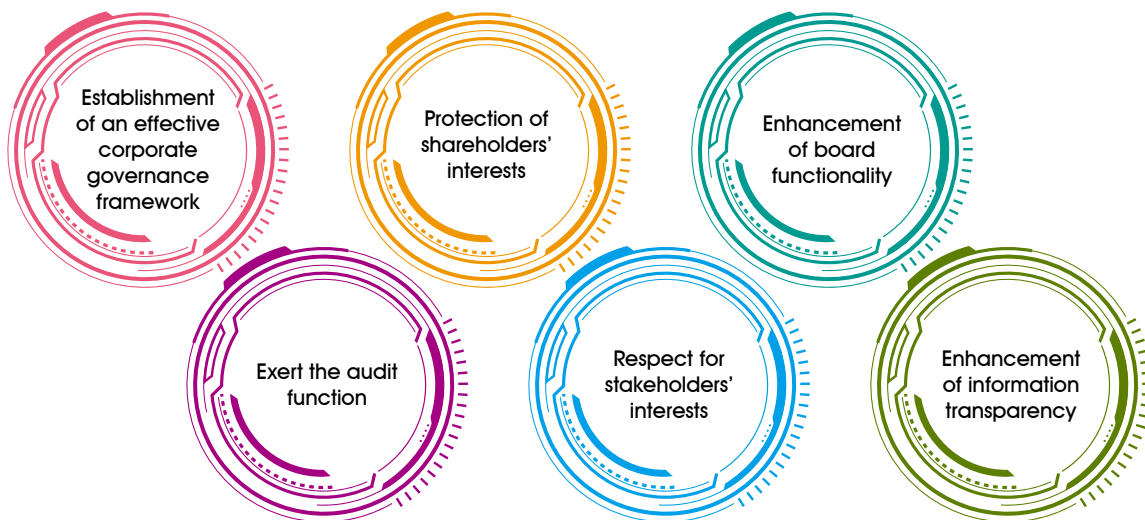 Establishment
of an effective
corporate
governance
framework
Protection of
shareholders’
interests
Enhancement
of board
functionality
Exert the audit
function
Respect for
stakeholders’
interests
Enhancement
of information
transparency